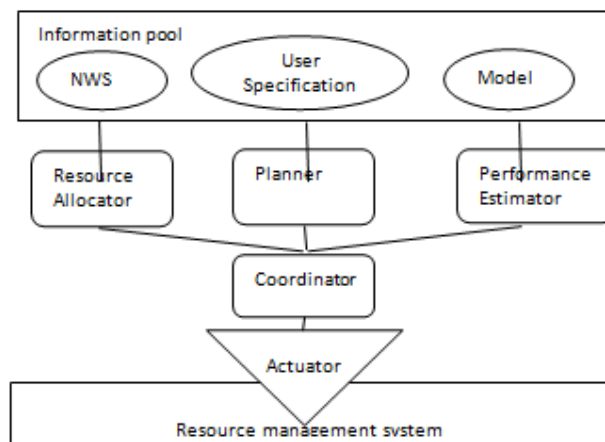 Information pool
NWS
User
Specification
Model
Resource
Allocator
Planner
Performance
Estimator
Coordinator
Actuator
Resource management system